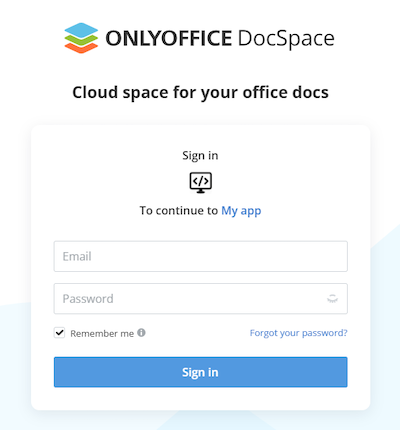 ONLYOFFICE DocSpace
Cloud space for your office docs
Sign in
</>
To continue to My app
Email
Password
Remember me
Forgot your password?
Sign in